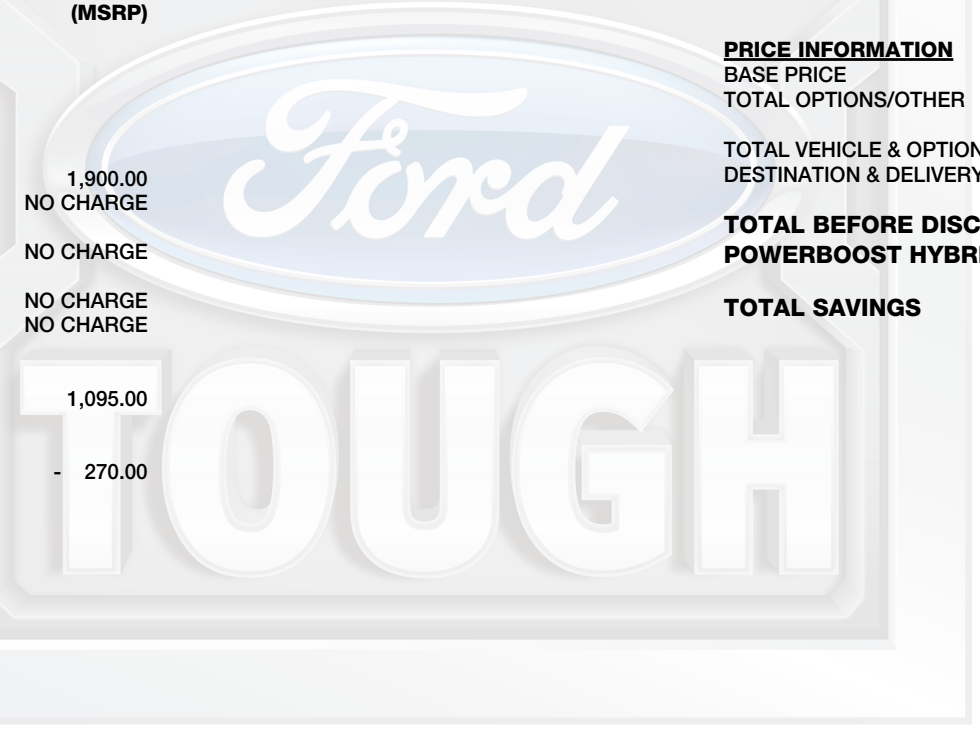 (MSRP)
1,900.00
NO CHARGE
NO CHARGE
NO CHARGE
NO CHARGE
1,095.00
- 270.00
Ford
TOUGH
PRICE INFORMATION
BASE PRICE
TOTAL OPTIONS/OTHER
TOTAL VEHICLE & OPTION
DESTINATION & DELIVERY
TOTAL BEFORE DISC
POWERBOOST HYBRI
TOTAL SAVINGS